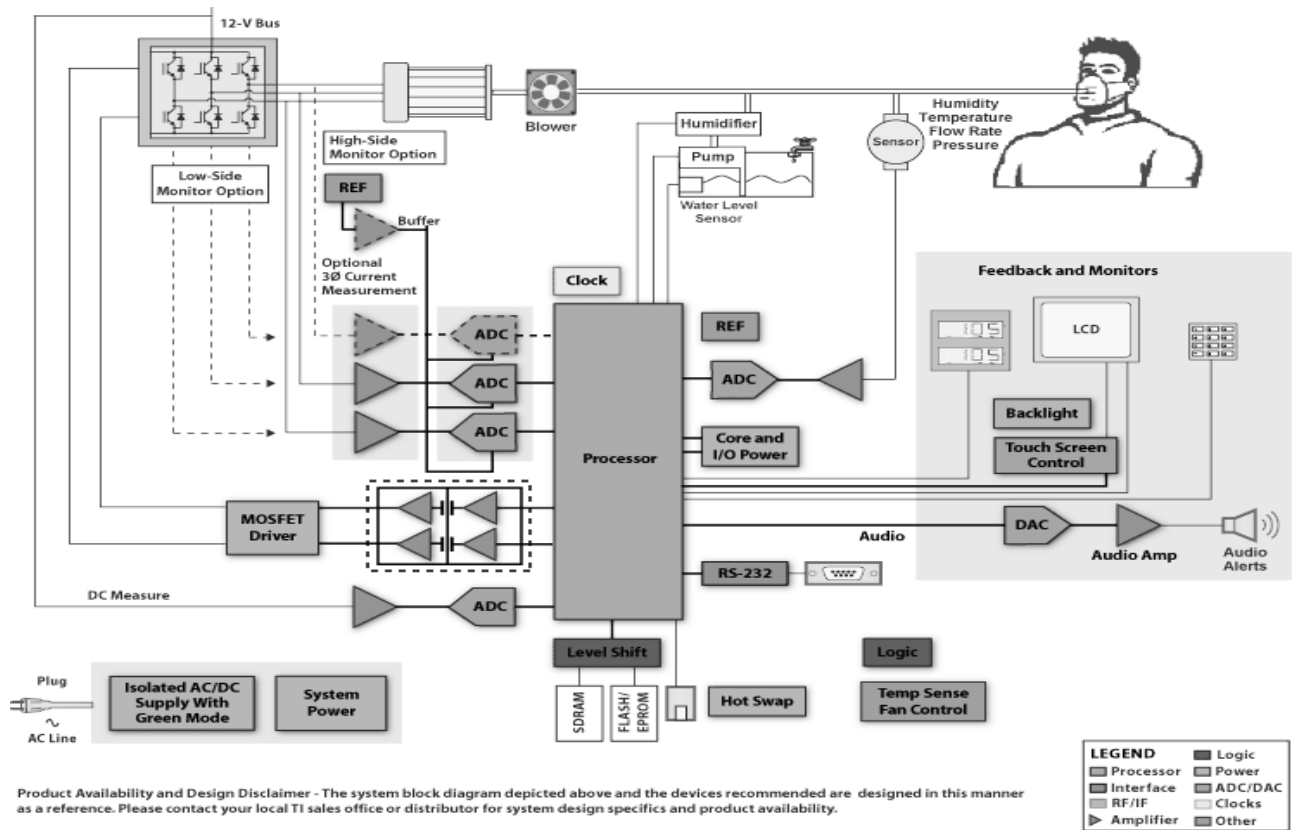 12-V Bus
Blower
High-Side
Monitor Option
Low-Side
Monitor Option
Humidifier
Pump
Water Level
Sensor
Sensor
Humidity
Temperature
Flow Rate
Pressure
REF
Buffer
Optional
3Ø Current
Measurement
Clock
ADC
ADC
ADC
REF
ADC
Core and
I/O Power
Processor
Feedback and Monitors
105
105
LCD
Backlight
Touch Screen
Control
MOSFET
Driver
Audio
DAC
Audio Amp
Audio
Alerts
RS-232
DC Measure
ADC
Level Shift
SDRAM
FLASH/
EPROM
Hot Swap
Logic
Temp Sense
Fan Control
Plug
AC Line
Isolated AC/DC
Supply With
Green Mode
System
Power
LEGEND
Processor
Interface
RF/IF
Amplifier
Logic
Power
ADC/DAC
Clocks
Other
Product Availability and Design Disclaimer - The system block diagram depicted above and the devices recommended are designed in this manner
as a reference. Please contact your local TI sales office or distributor for system design specifics and product availability.